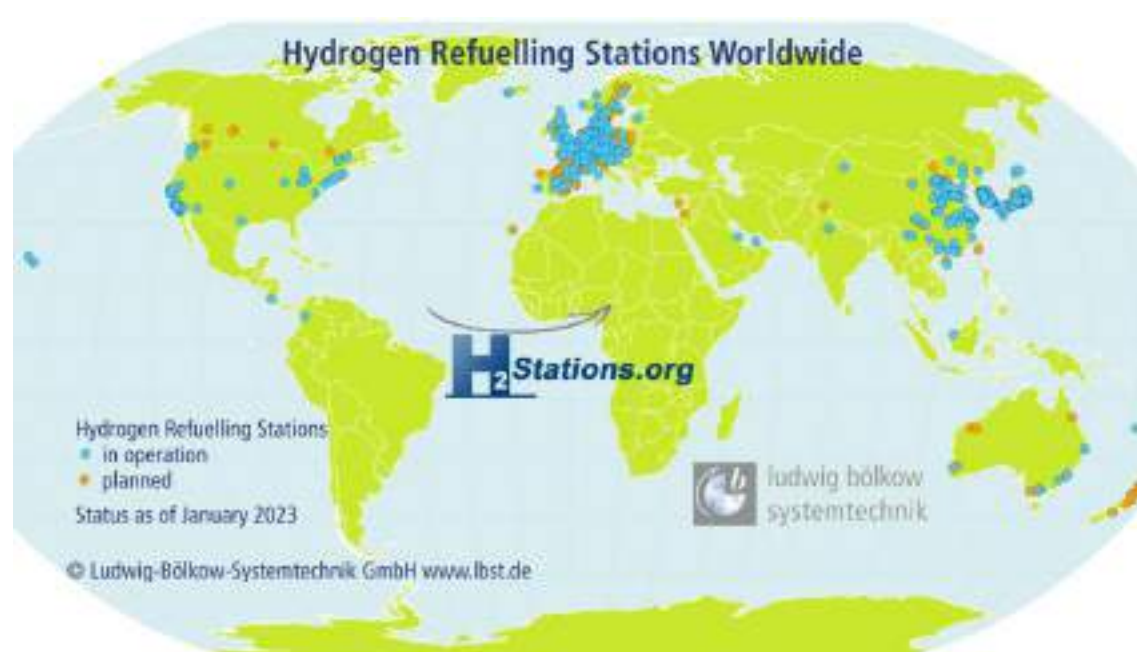 Hydrogen Refuelling Stations Worldwide
H2Stations.org
Hydrogen Refuelling Stations
in operation
planned
Status as of January 2023
ludwig bölkow
systemtechnik
© Ludwig-Bölkow-Systemtechnik GmbH www.lbst.de